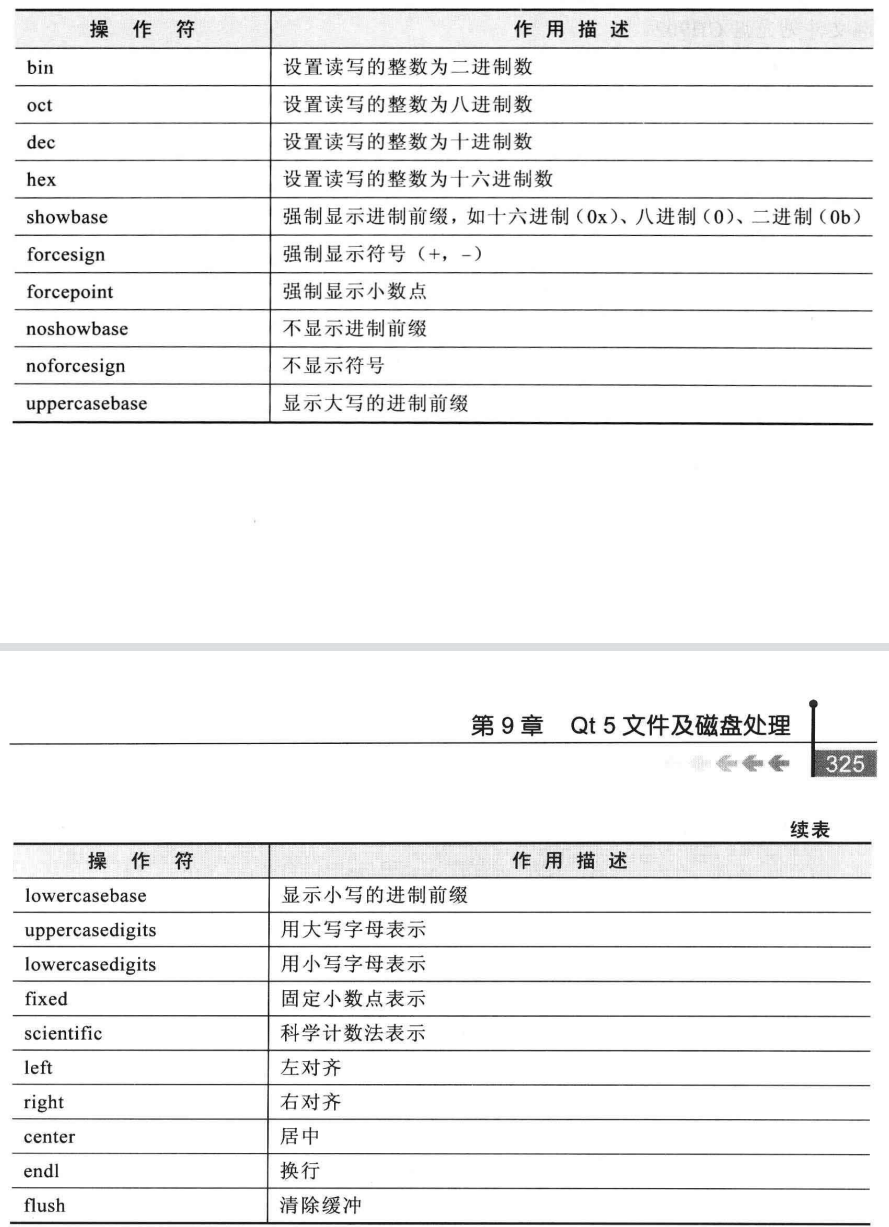 操 作 符 作 用 描 述
bin 设置读写的整数为二进制数
oct 设置读写的整数为八进制数
dec 设置读写的整数为十进制数
hex 设置读写的整数为十六进制数
showbase 强制显示进制前缀，如十六进制（0x）、八进制（0）、二进制（0b）
forcesign 强制显示符号（+，-）
forcepoint 强制显示小数点
noshowbase 不显示进制前缀
noforcesign 不显示符号
uppercasebase 显示大写的进制前缀
第 9 章 Qt 5 文件及磁盘处理
325
续表
操 作 符 作 用 描 述
lowercasebase 显示小写的进制前缀
uppercasedigits 用大写字母表示
lowercasedigits 用小写字母表示
fixed 固定小数点表示
scientific 科学计数法表示
left 左对齐
right 右对齐
center 居中
endl 换行
flush 清除缓冲